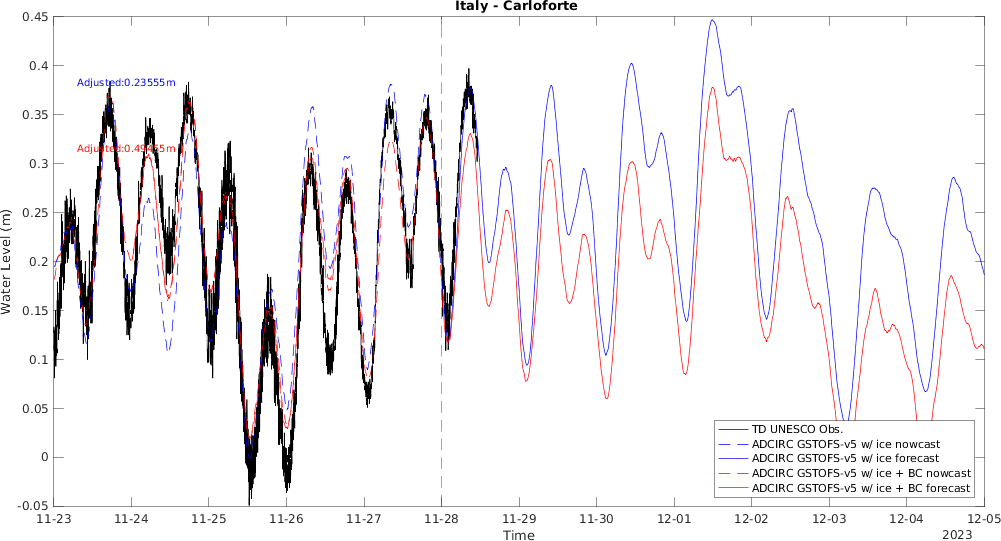 Italy - Carloforte
0.45
0.4
0.35
0.3
0.25
0.2
0.15
0.1
0.05
0
-0.05
Water Level (m)
Adjusted:0.23555m
Adjusted:0.49465m
TD UNESCO Obs.
ADCIRC GSTOFS-v5 w/ ice nowcast
ADCIRC GSTOFS-v5 w/ ice forecast
ADCIRC GSTOFS-v5 w/ ice + BC nowcast
ADCIRC GSTOFS-v5 w/ ice + BC forecast
11-23 11-24 11-25 11-26 11-27 11-28 11-29 11-30 12-01 12-02 12-03 12-04 12-05
Time
2023